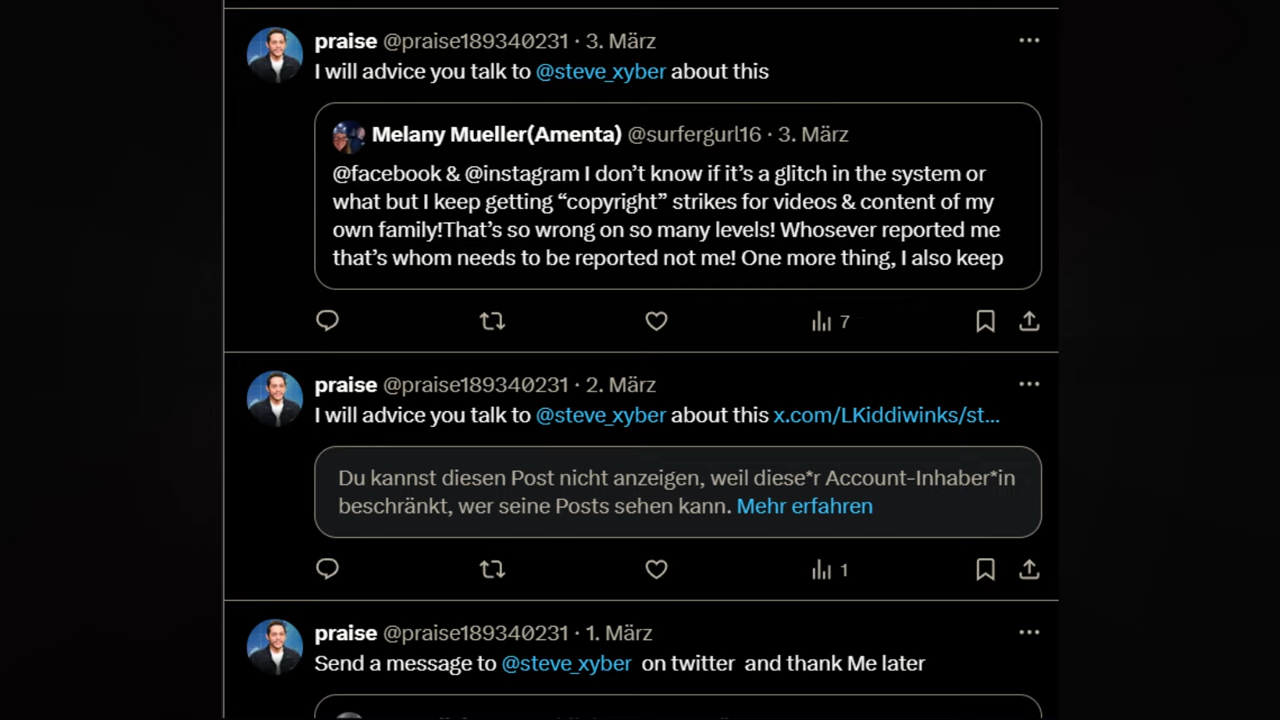 praise @praise189340231 · 3. März
I will advice you talk to @steve_xyber about this
Melany Mueller(Amenta) @surfergurl16 · 3. März
@facebook & @instagram I don’t know if it’s a glitch in the system or
what but I keep getting “copyright” strikes for videos & content of my
own family!That’s so wrong on so many levels! Whosever reported me
that’s whom needs to be reported not me! One more thing, I also keep
7
praise @praise189340231 · 2. März
I will advice you talk to @steve_xyber about this x.com/LKiddiwinks/st...
Du kannst diesen Post nicht anzeigen, weil diese*r Account-Inhaber*in
beschränkt, wer seine Posts sehen kann. Mehr erfahren
1
praise @praise189340231 · 1. März
Send a message to @steve_xyber on twitter and thank Me later